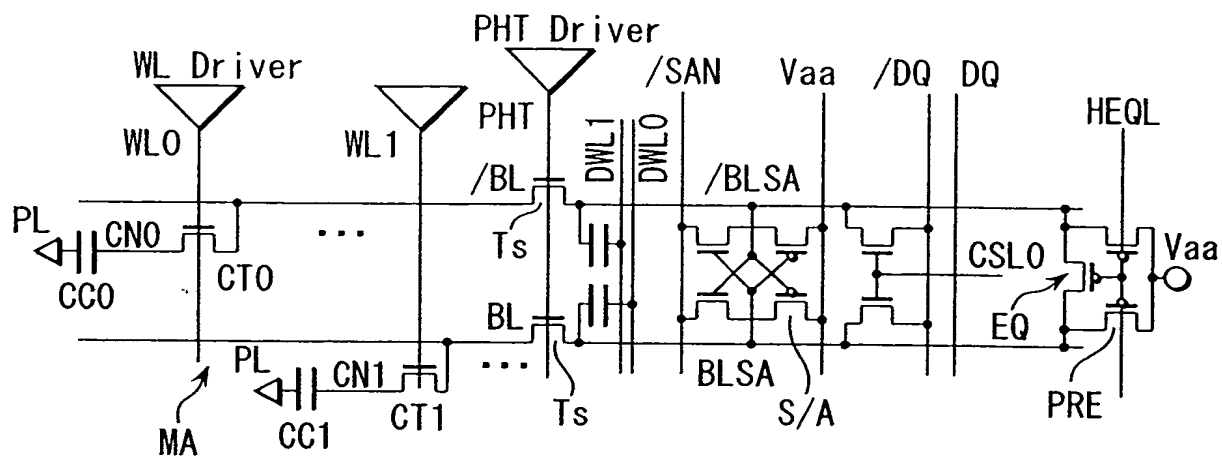 PHT Driver
WL Driver
/SAN
Vaa
/DQ
DQ
WL0
WL1
PHT
DWL1
DWL0
HEQL
/BL
/BLSA
PL
CN0
...
Ts
CSL0
Vaa
CC0
CT0
BL
EQ
PL
CN1
...
BLSA
MA
CC1
CT1
Ts
S/A
PRE